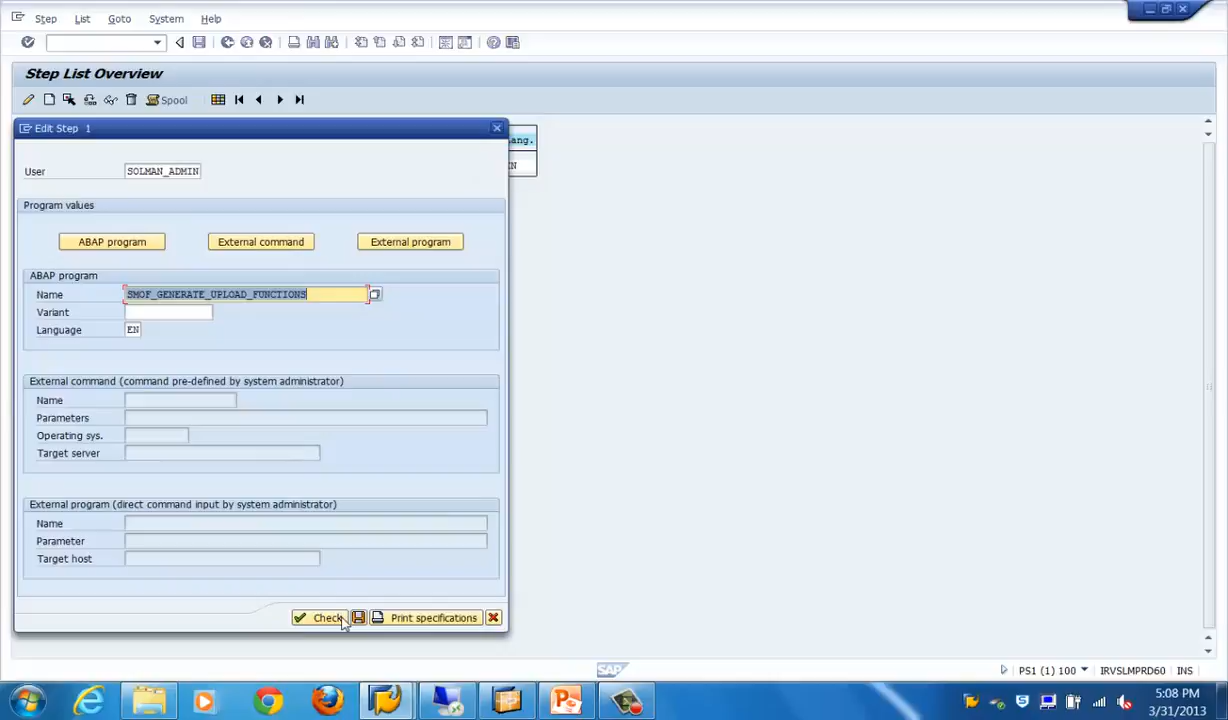 Step List Goto System Help
Step List Overview
Spool
Edit Step 1
ang.
User SOLMAN_ADMIN
Program values
ABAP program External command External program
ABAP program
Name SMOF_GENERATE_UPLOAD_FUNCTIONS
Variant
Language EN
External command (command pre-defined by system administrator)
Name
Parameters
Operating sys.
Target server
External program (direct command input by system administrator)
Name
Parameter
Target host
Check Print specifications
SAP PS1 (1) 100 IRVSLMPRD60 INS
5:08 PM
3/31/2013